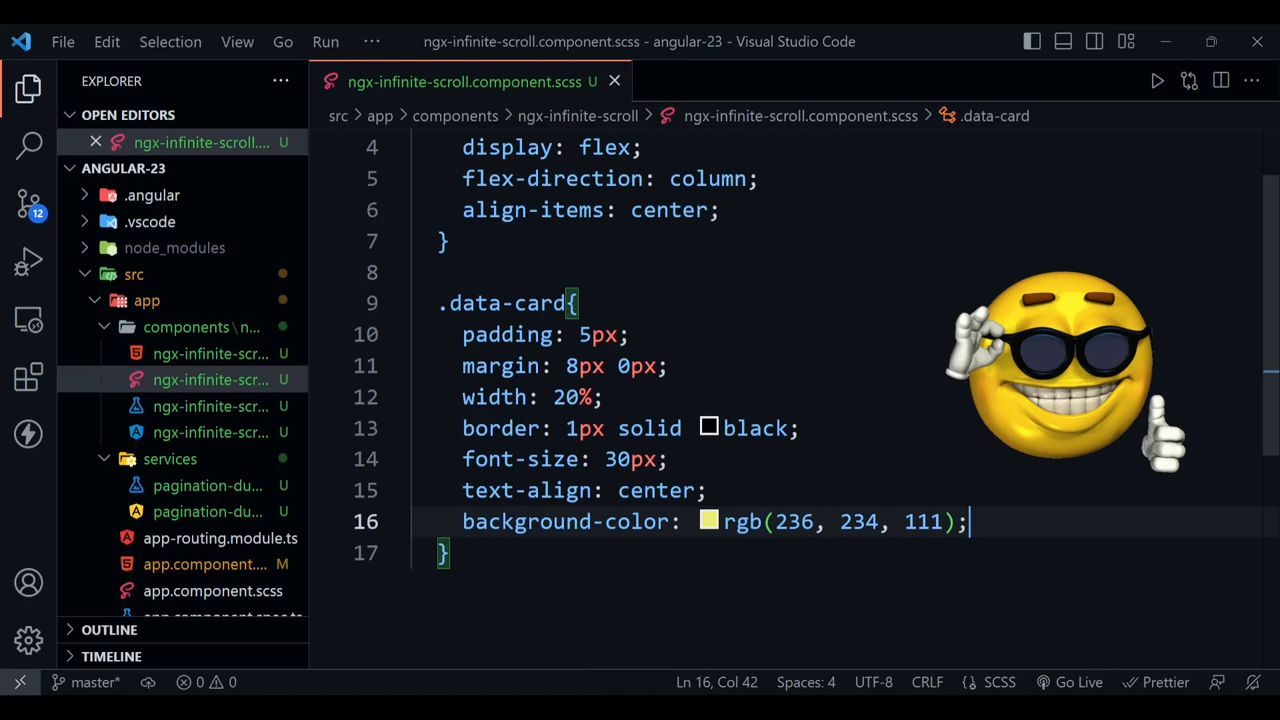 File Edit Selection View Go Run ··· ngx-infinite-scroll.component.scss - angular-23 - Visual Studio Code
EXPLORER ···
OPEN EDITORS
ngx-infinite-scroll.... U
ANGULAR-23
.angular
.vscode
node_modules
src
app
components \ n...
ngx-infinite-scr... U
ngx-infinite-scr... U
ngx-infinite-scr... U
ngx-infinite-scr... U
services
pagination-du... U
pagination-du... U
app-routing.module.ts
app.component.... M
app.component.scss
app.component.spec.ts
OUTLINE
TIMELINE
12
ngx-infinite-scroll.component.scss U
src > app > components > ngx-infinite-scroll > ngx-infinite-scroll.component.scss > .data-card
4 display: flex;
5 flex-direction: column;
6 align-items: center;
7 }
8
9 .data-card{
10 padding: 5px;
11 margin: 8px 0px;
12 width: 20%;
13 border: 1px solid black;
14 font-size: 30px;
15 text-align: center;
16 background-color: rgb(236, 234, 111);
17 }
master* 0 0 Ln 16, Col 42 Spaces: 4 UTF-8 CRLF SCSS Go Live Prettier